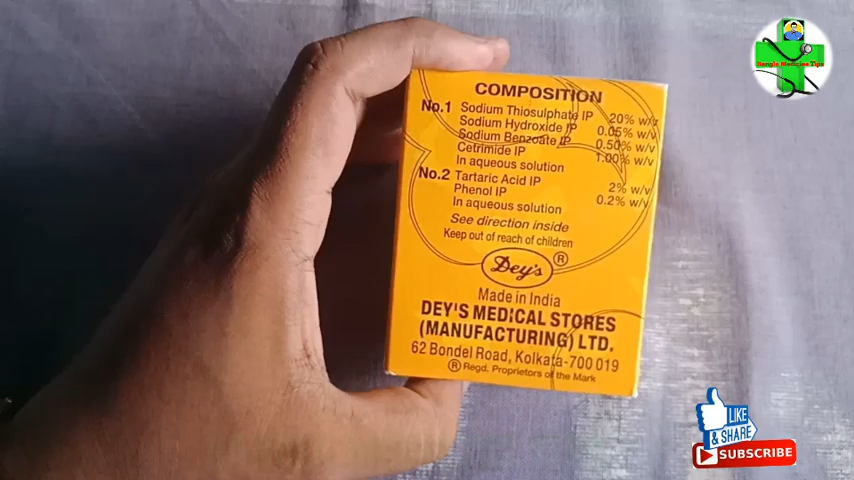 Bangla Medicine Tips
COMPOSITION
No.1 Sodium Thiosulphate IP 20% w/v
Sodium Hydroxide IP 0.05% w/v
Sodium Benzoate IP 0.50% w/v
Cetrimide IP 1.00% w/v
In aqueous solution
No.2 Tartaric Acid IP 2% w/v
Phenol IP 0.2% w/v
In aqueous solution
See direction inside
Keep out of reach of children
Dey's ®
Made in India
DEY'S MEDICAL STORES
(MANUFACTURING) LTD.
62 Bondel Road, Kolkata-700 019
® Regd. Proprietors of the Mark
LIKE
& SHARE
SUBSCRIBE